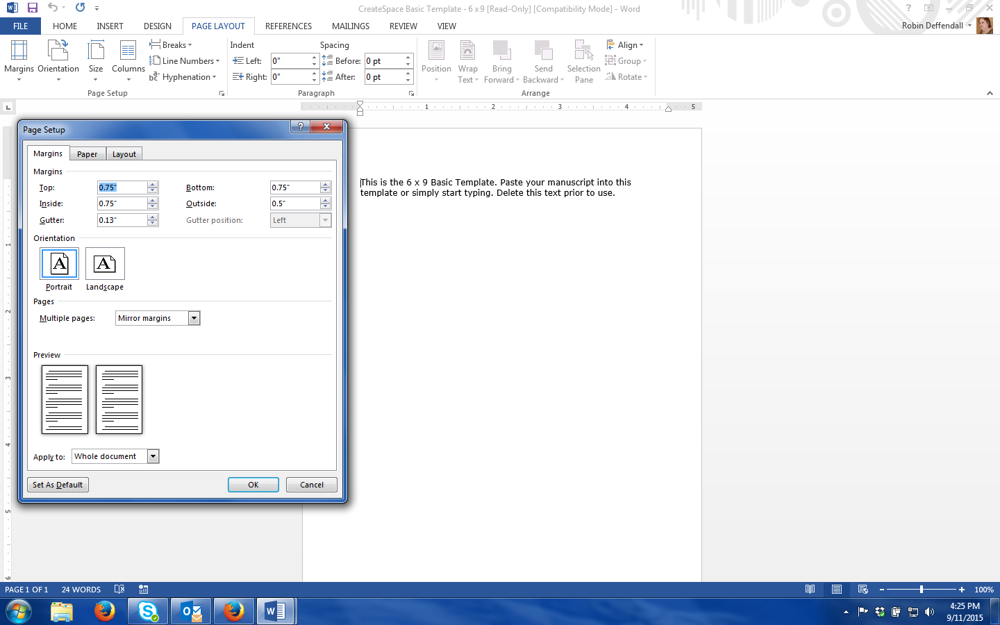 CreateSpace Basic Template - 6 x 9 [Read-Only] [Compatibility Mode] - Word
FILE HOME INSERT DESIGN PAGE LAYOUT REFERENCES MAILINGS REVIEW VIEW Robin Deffendall
Margins Orientation Size Columns
Breaks
Line Numbers
Hyphenation
Page Setup
Indent Spacing
Left: 0" Before: 0 pt
Right: 0" After: 0 pt
Paragraph
Position Wrap Text Bring Forward Send Backward Selection Pane
Align
Group
Rotate
Arrange
L 1 2 3 4 5
Page Setup ?
Margins Paper Layout
Margins
Top: 0.75" Bottom: 0.75"
Inside: 0.75" Outside: 0.5"
Gutter: 0.13" Gutter position: Left
Orientation
A A
Portrait Landscape
Pages
Multiple pages: Mirror margins
Preview
Apply to: Whole document
Set As Default OK Cancel
This is the 6 x 9 Basic Template. Paste your manuscript into this
template or simply start typing. Delete this text prior to use.
1
2
3
4
5
6
PAGE 1 OF 1 24 WORDS 100%
4:25 PM
9/11/2015